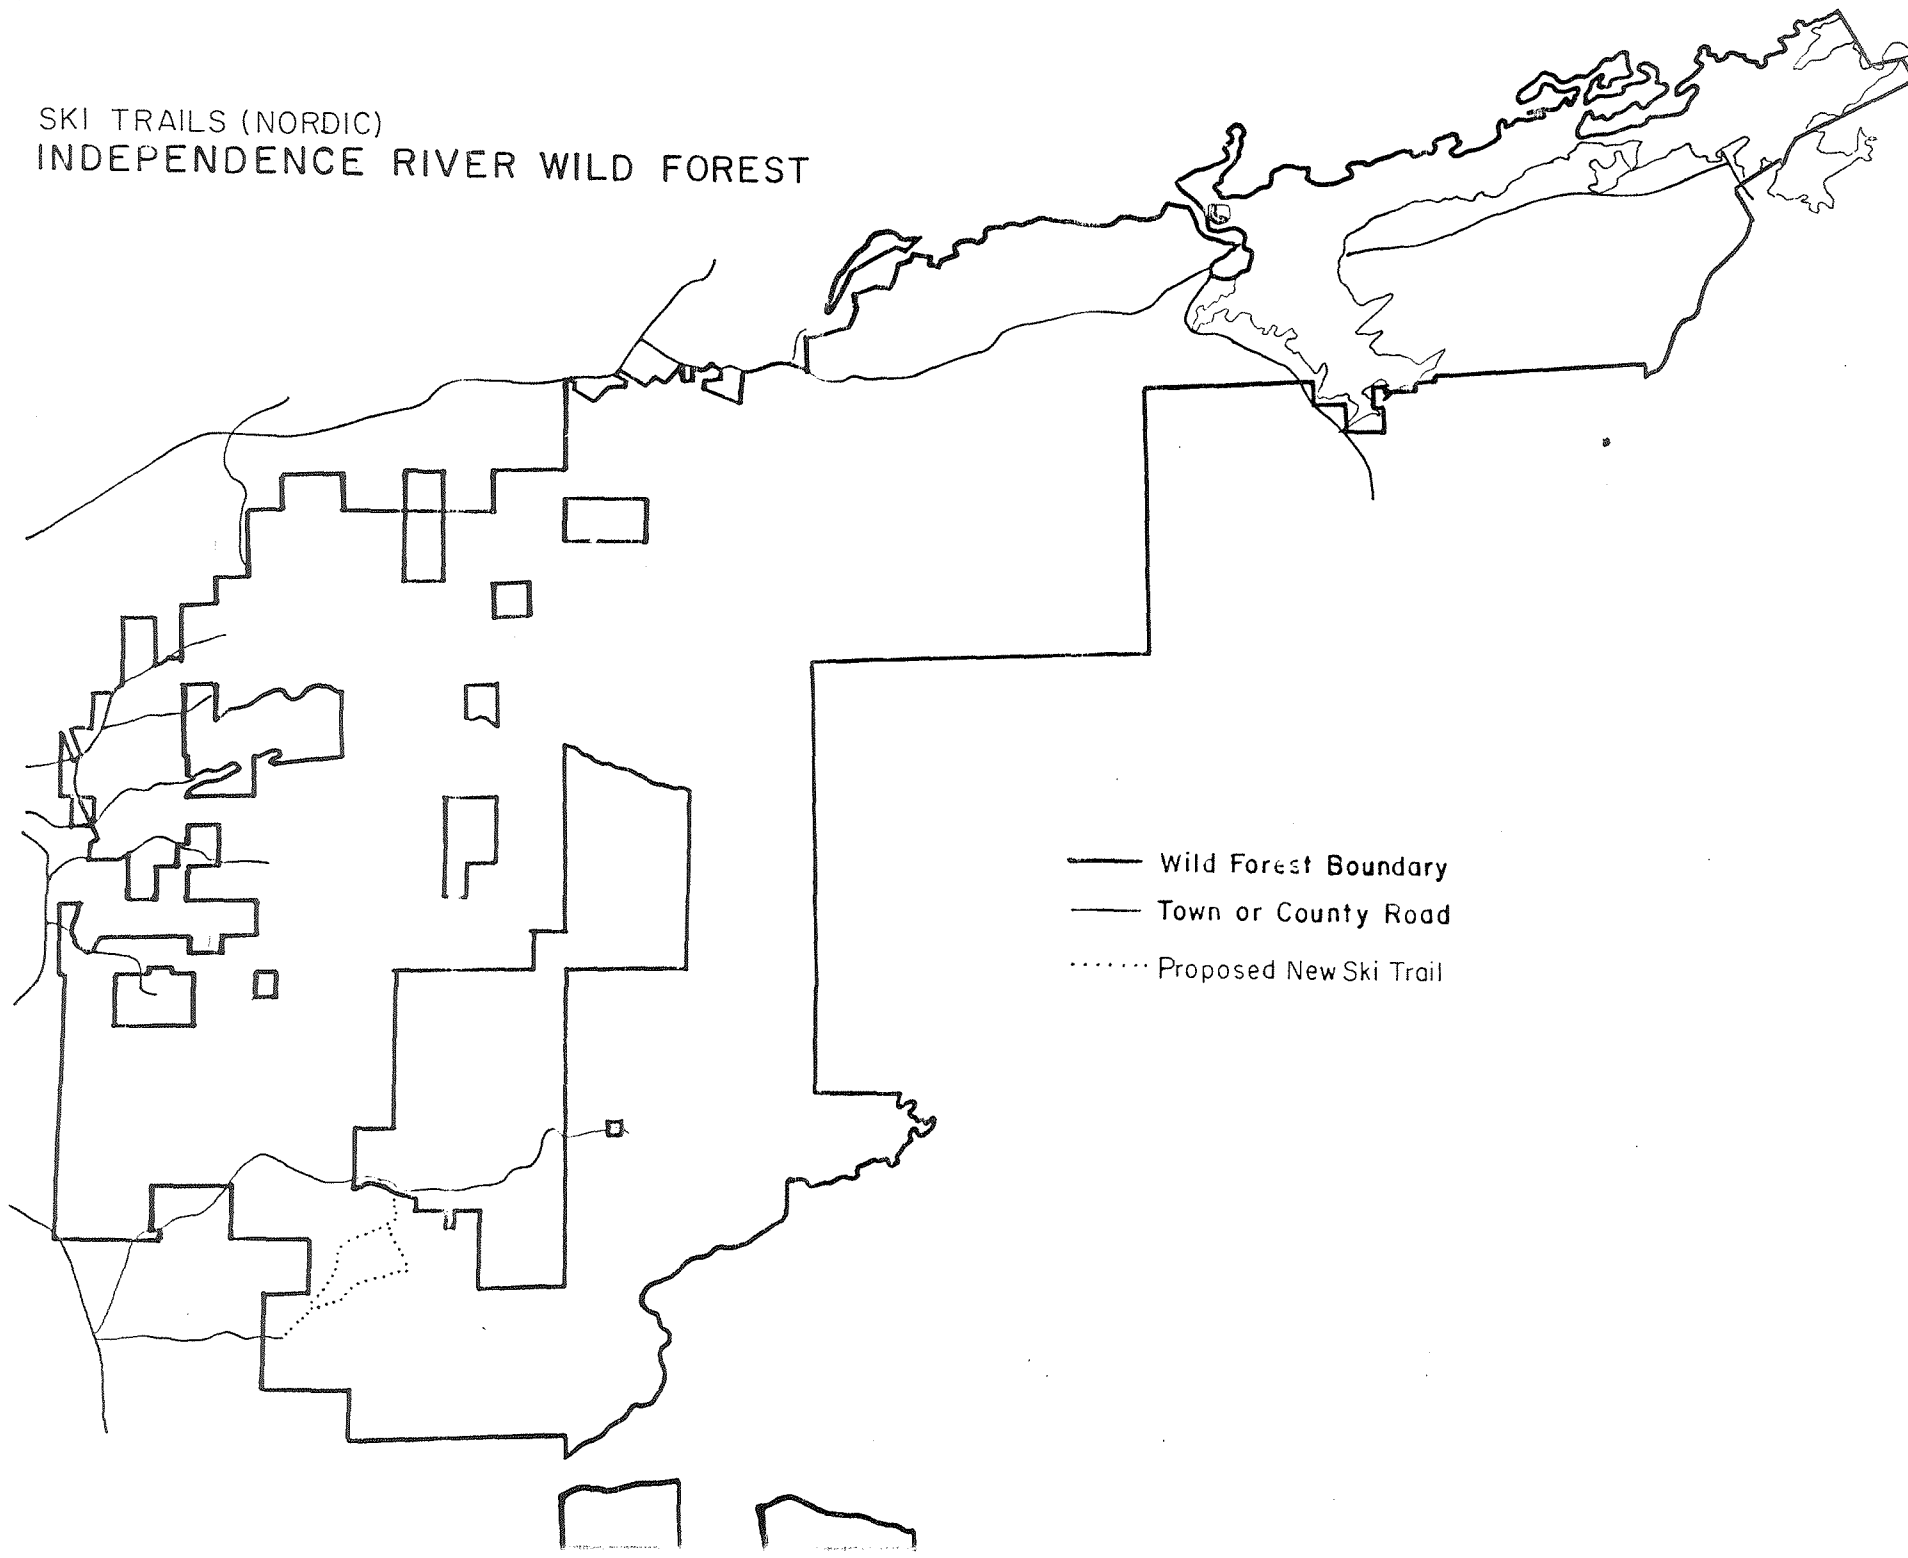 SKI TRAILS (NORDIC)
INDEPENDENCE RIVER WILD FOREST
Wild Forest Boundary
Town or County Road
Proposed New Ski Trail